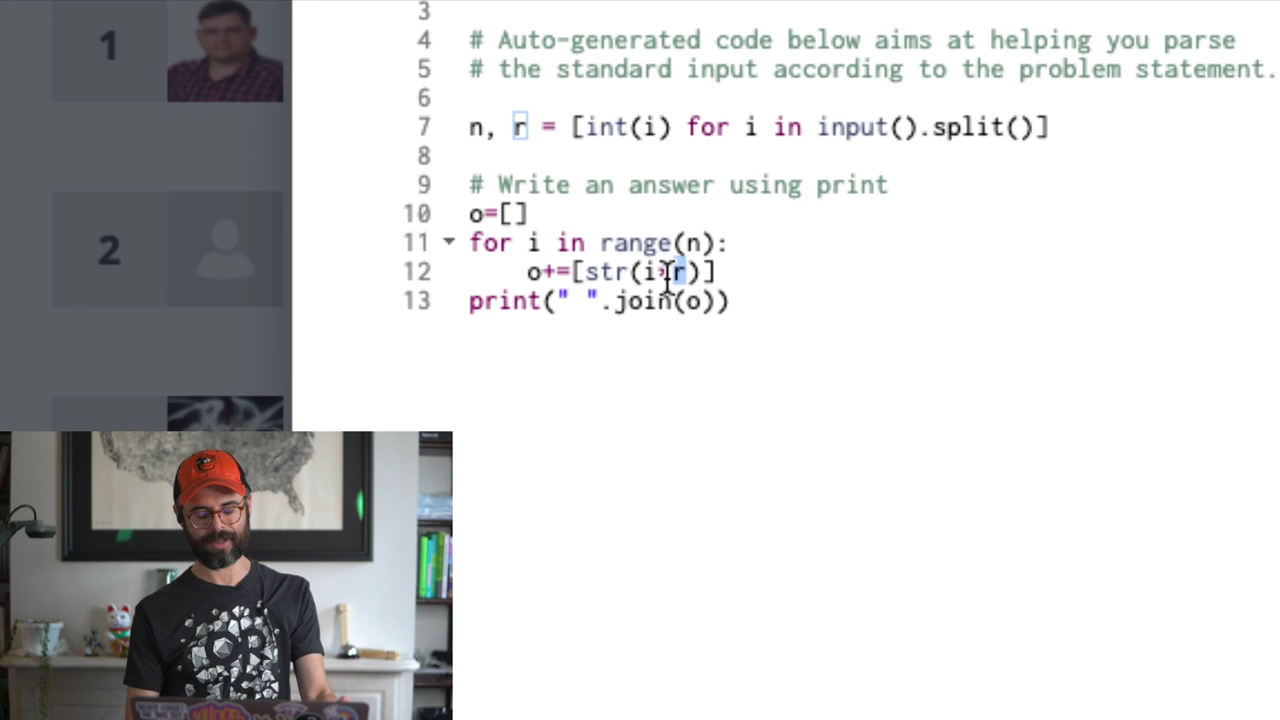 1
2
3
4 # Auto-generated code below aims at helping you parse
5 # the standard input according to the problem statement.
6
7 n, r = [int(i) for i in input().split()]
8
9 # Write an answer using print
10 o=[]
11 for i in range(n):
12 o+=[str(i r)]
13 print(" ".join(o))